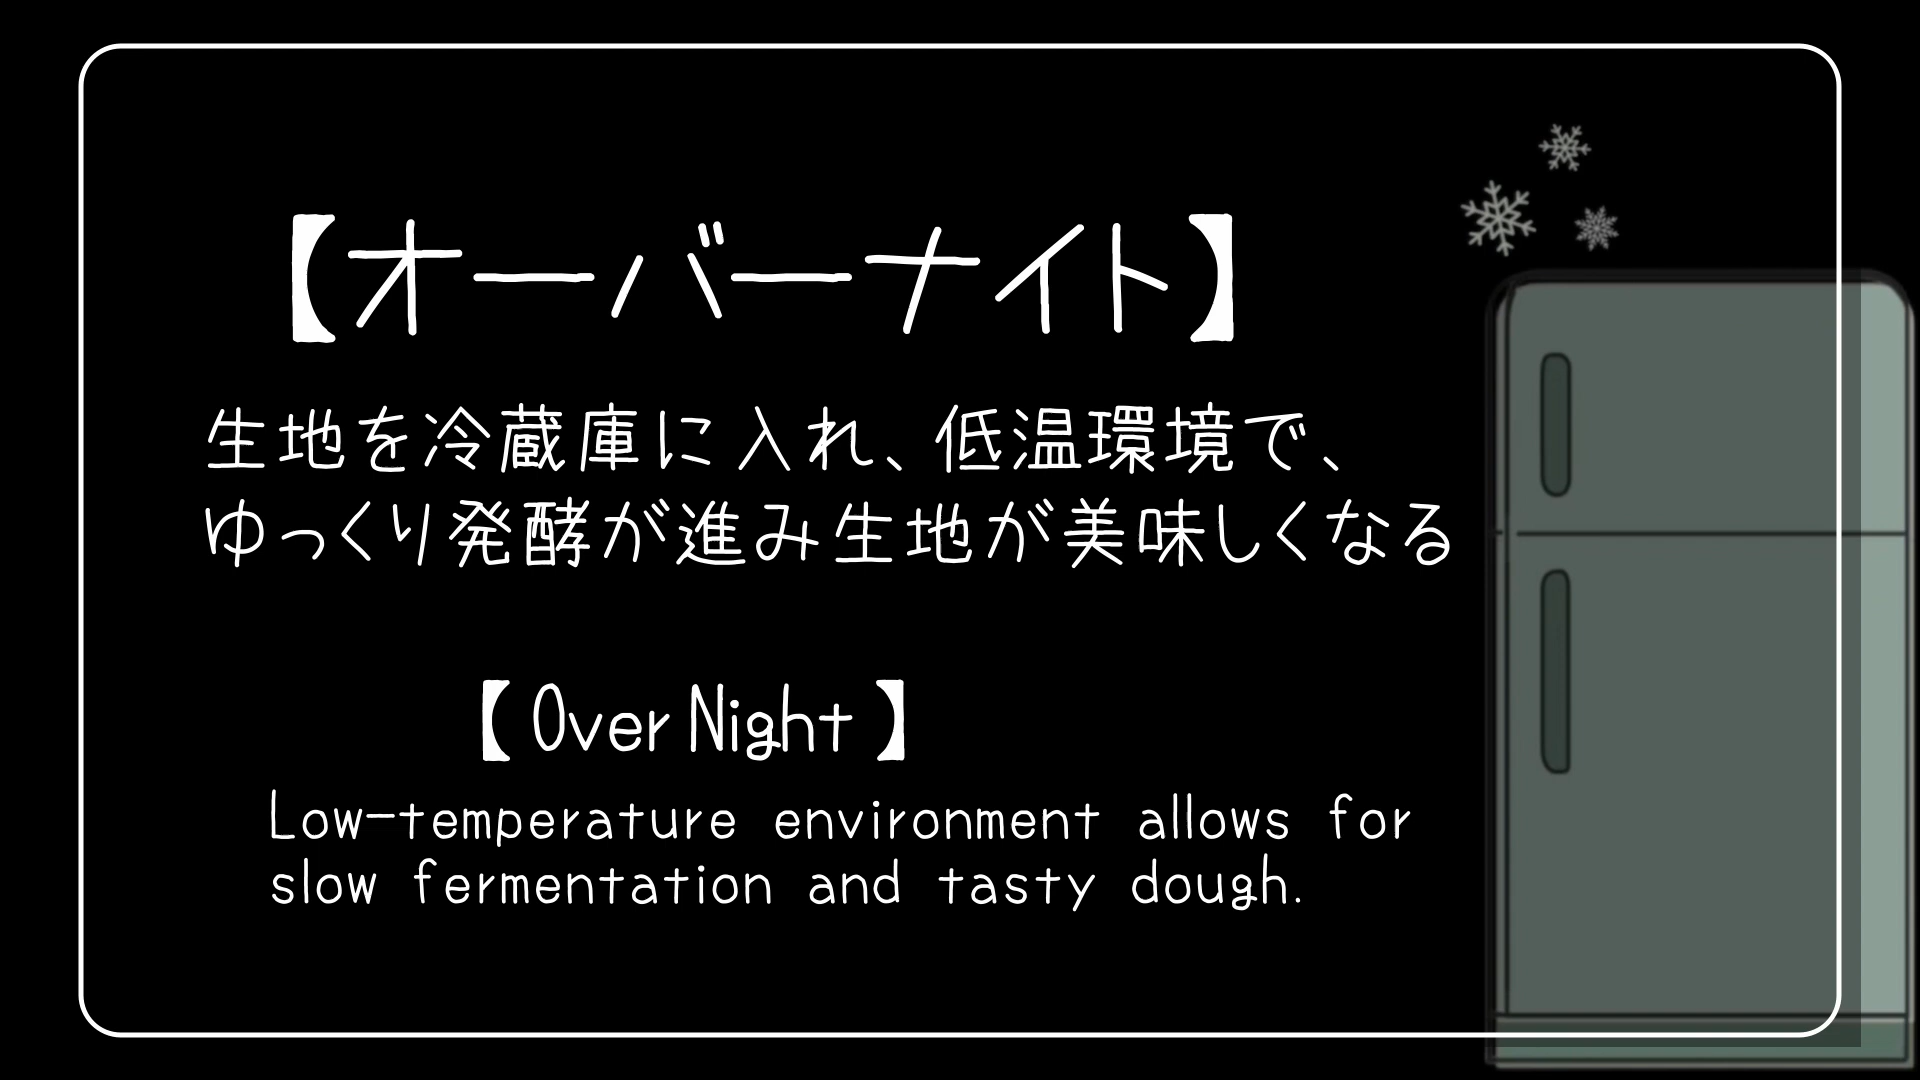 【オーバーナイト】
生地を冷蔵庫に入れ、低温環境で、
ゆっくり発酵が進み生地が美味しくなる
【 Over Night 】
Low-temperature environment allows for
slow fermentation and tasty dough.